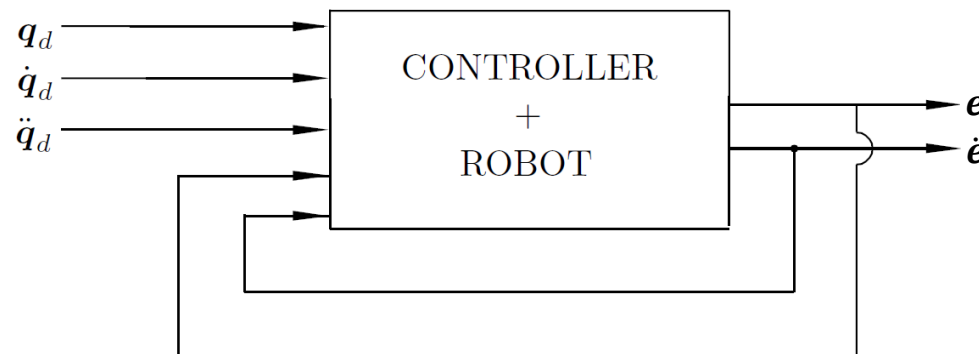 q_d
q̇_d
q̈_d
CONTROLLER
+
ROBOT
e
ė